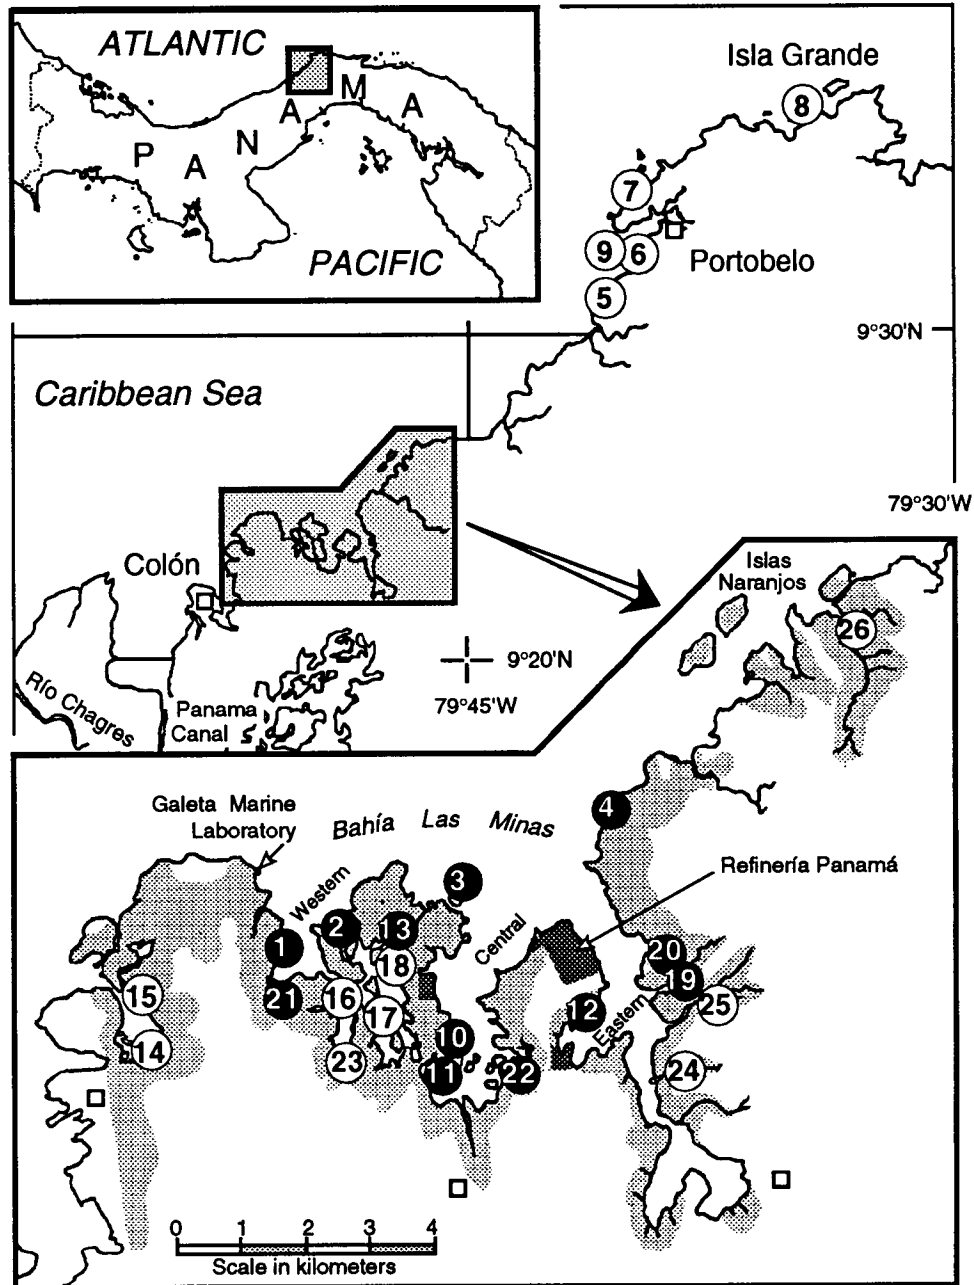 ATLANTIC
P A N A M A
PACIFIC
Isla Grande
8
7
9
6
Portobelo
5
9°30'N
Caribbean Sea
79°30'W
Colón
9°20'N
79°45'W
Río Chagres
Panama
Canal
Islas
Naranjos
26
Galeta Marine
Laboratory
Bahía Las Minas
4
Refinería Panamá
Western
3
Central
2
13
1
20
18
19
15
21
16
12
25
17
Eastern
10
14
23
11
22
24
0 1 2 3 4
Scale in kilometers